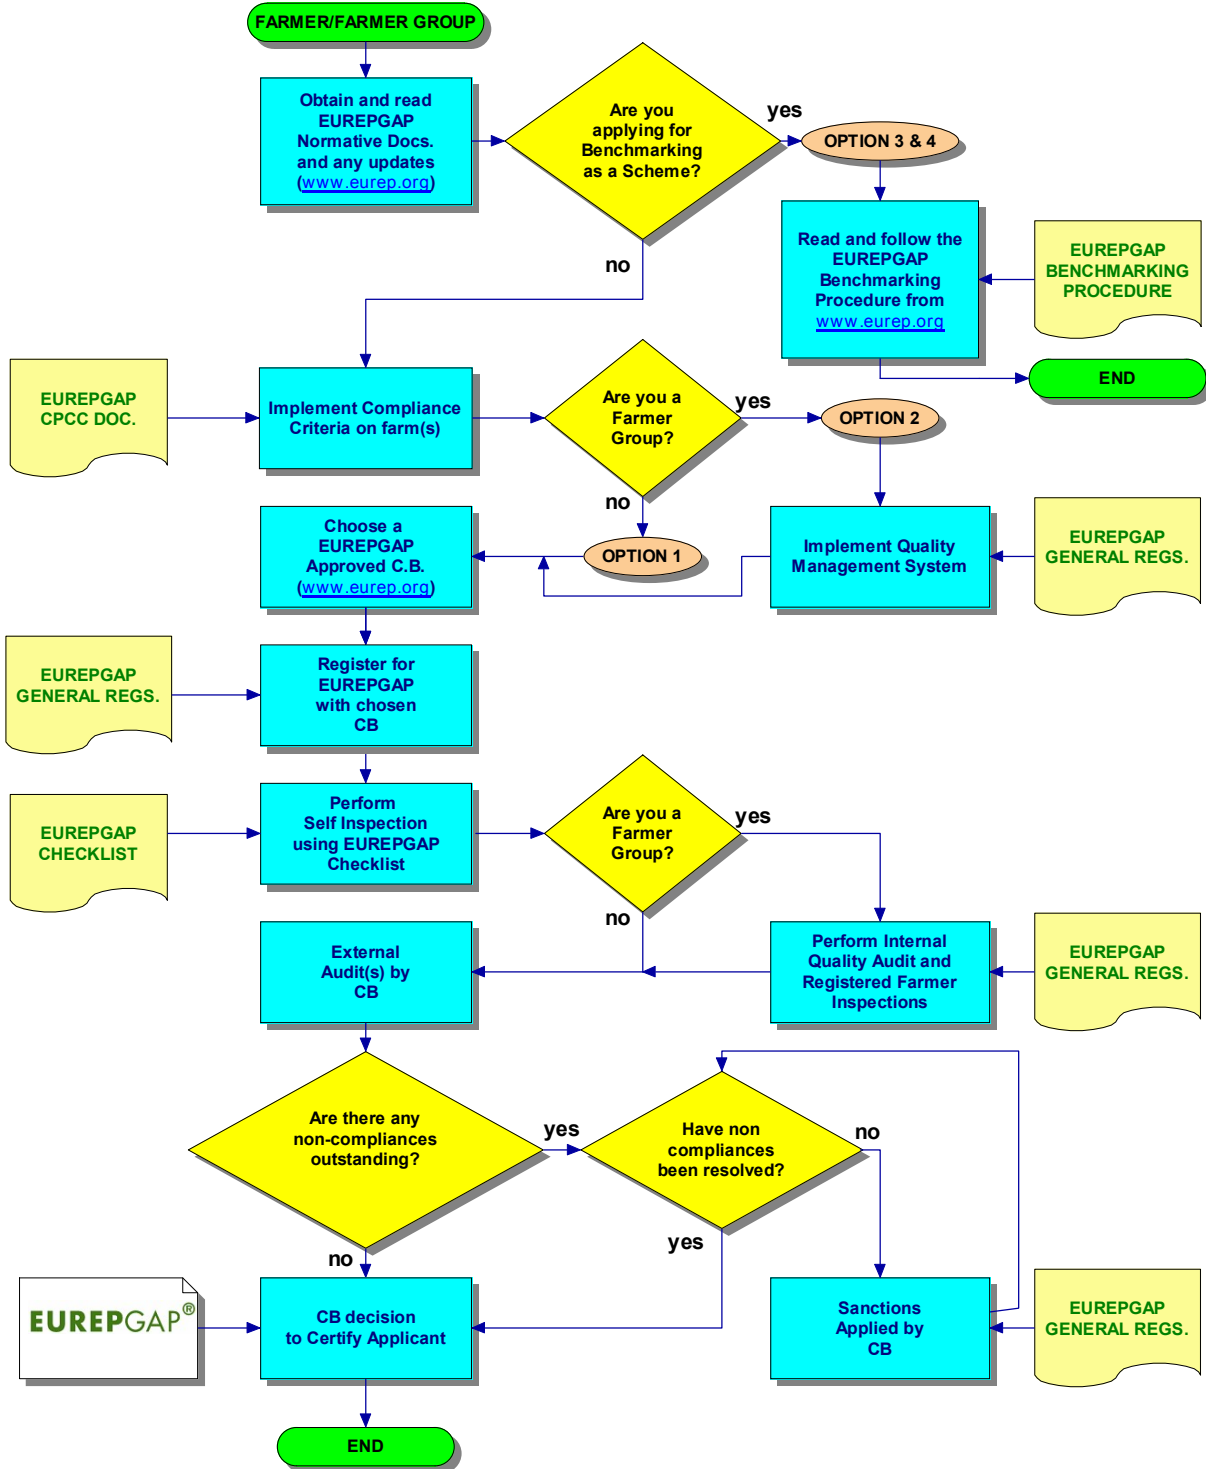 FARMER/FARMER GROUP
Obtain and read
EUREPGAP
Normative Docs.
and any updates
(www.eurep.org)
Are you
applying for
Benchmarking
as a Scheme?
yes
OPTION 3 & 4
no
Read and follow the
EUREPGAP
Benchmarking
Procedure from
www.eurep.org
EUREPGAP
BENCHMARKING
PROCEDURE
END
EUREPGAP
CPCC DOC.
Implement Compliance
Criteria on farm(s)
Are you a
Farmer
Group?
yes
OPTION 2
no
OPTION 1
Choose a
EUREPGAP
Approved C.B.
(www.eurep.org)
Implement Quality
Management System
EUREPGAP
GENERAL REGS.
EUREPGAP
GENERAL REGS.
Register for
EUREPGAP
with chosen
CB
EUREPGAP
CHECKLIST
Perform
Self Inspection
using EUREPGAP
Checklist
Are you a
Farmer
Group?
yes
no
External
Audit(s) by
CB
Perform Internal
Quality Audit and
Registered Farmer
Inspections
EUREPGAP
GENERAL REGS.
Are there any
non-compliances
outstanding?
yes
Have non
compliances
been resolved?
no
yes
no
EUREPGAP®
CB decision
to Certify Applicant
Sanctions
Applied by
CB
EUREPGAP
GENERAL REGS.
END